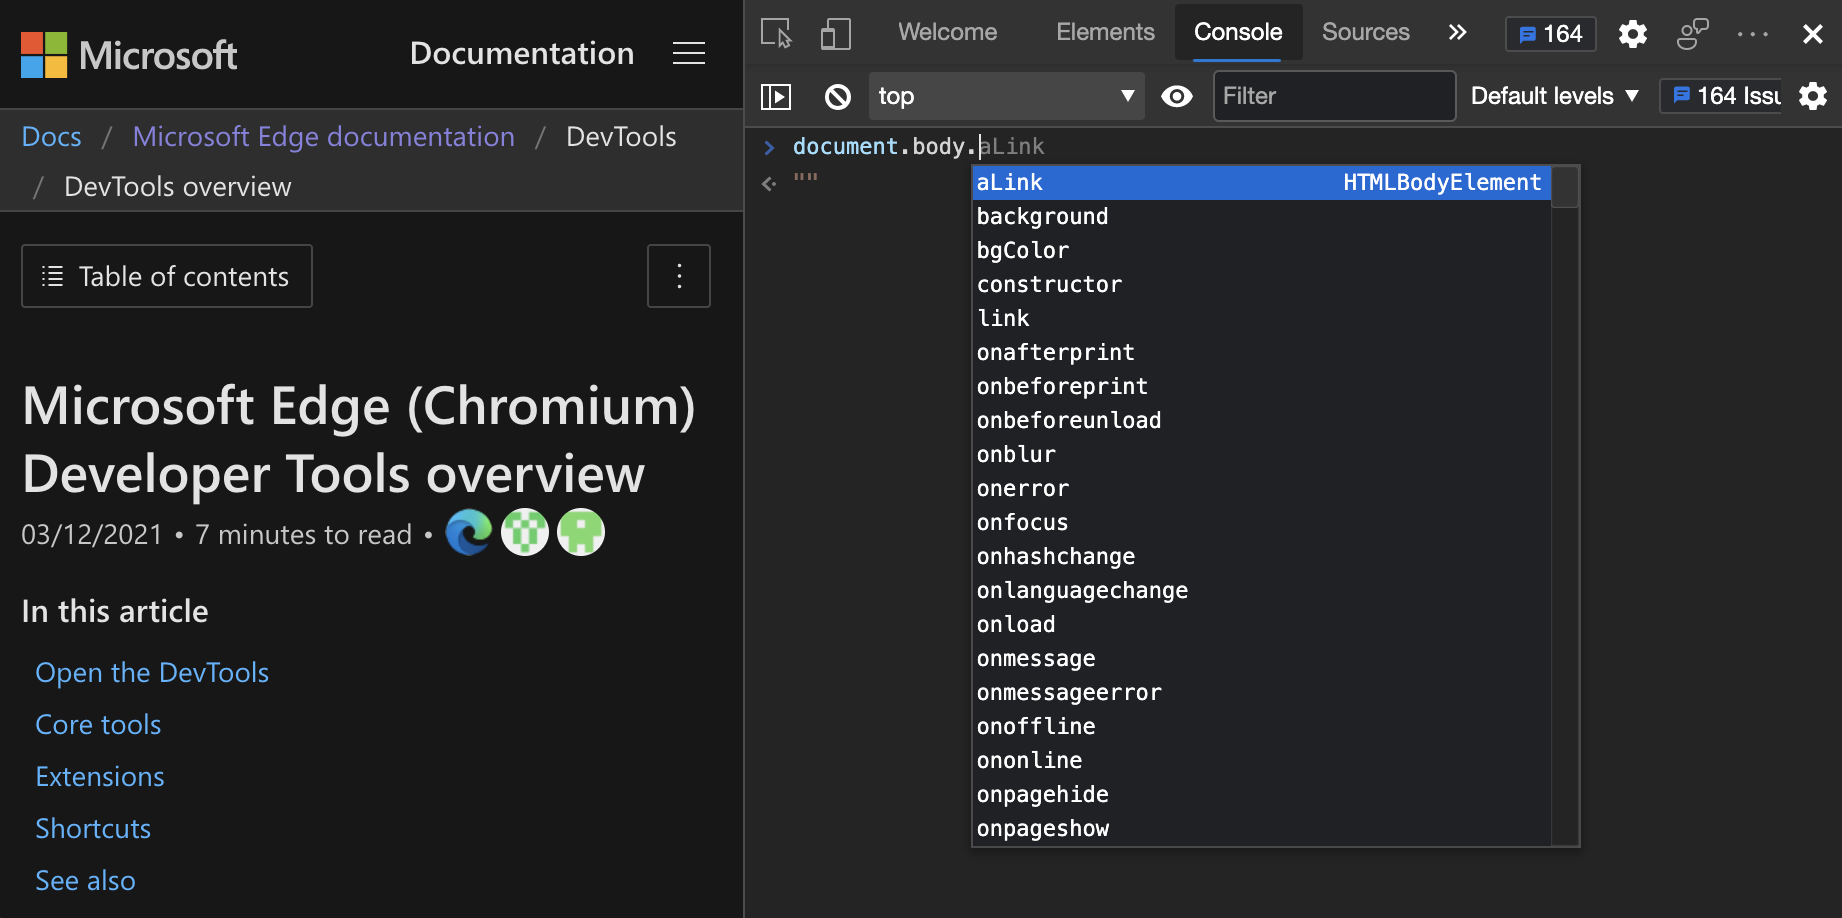 Microsoft
Documentation
Docs / Microsoft Edge documentation / DevTools
/ DevTools overview
Table of contents
Microsoft Edge (Chromium)
Developer Tools overview
03/12/2021 • 7 minutes to read •
In this article
Open the DevTools
Core tools
Extensions
Shortcuts
See also
Welcome Elements Console Sources » 164
top Filter Default levels 164 Issu
document.body.aLink
""
aLink HTMLBodyElement
background
bgColor
constructor
link
onafterprint
onbeforeprint
onbeforeunload
onblur
onerror
onfocus
onhashchange
onlanguagechange
onload
onmessage
onmessageerror
onoffline
ononline
onpagehide
onpageshow